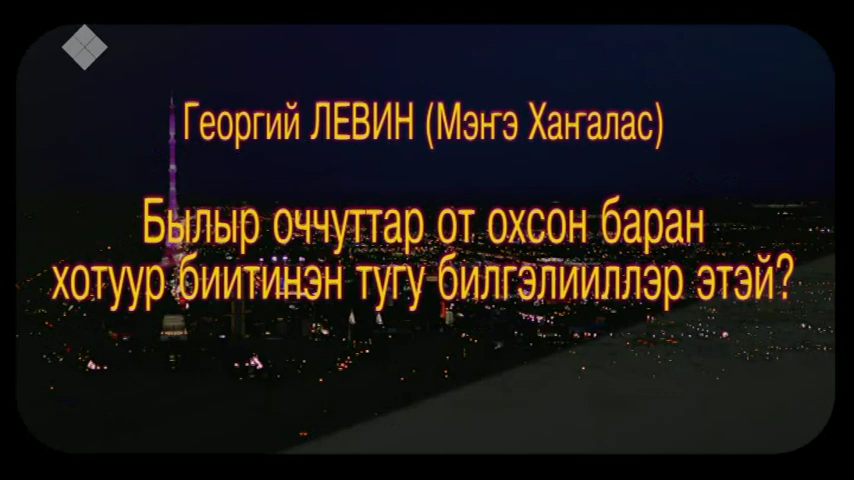 Георгий ЛЕВИН (Мэҥэ Хаҥалас)
Былыр оччуттар от охсон баран
хотуур биитинэн тугу билгэлииллэр этэй?